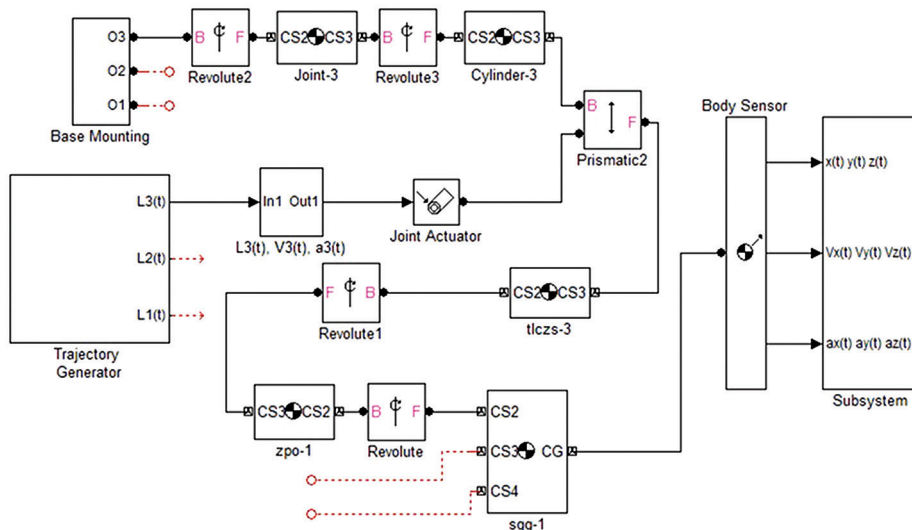 O3
O2
O1
Base Mounting
B F
Revolute2
CS2 CS3
Joint-3
B F
Revolute3
CS2 CS3
Cylinder-3
B
F
Prismatic2
Body Sensor
x(t) y(t) z(t)
Vx(t) Vy(t) Vz(t)
ax(t) ay(t) az(t)
Subsystem
L3(t)
L2(t)
L1(t)
Trajectory
Generator
In1 Out1
L3(t), V3(t), a3(t)
Joint Actuator
F B
Revolute1
CS2 CS3
tlczs-3
CS3 CS2
zpo-1
B F
Revolute
CS2
CS3 CG
CS4
sgg-1